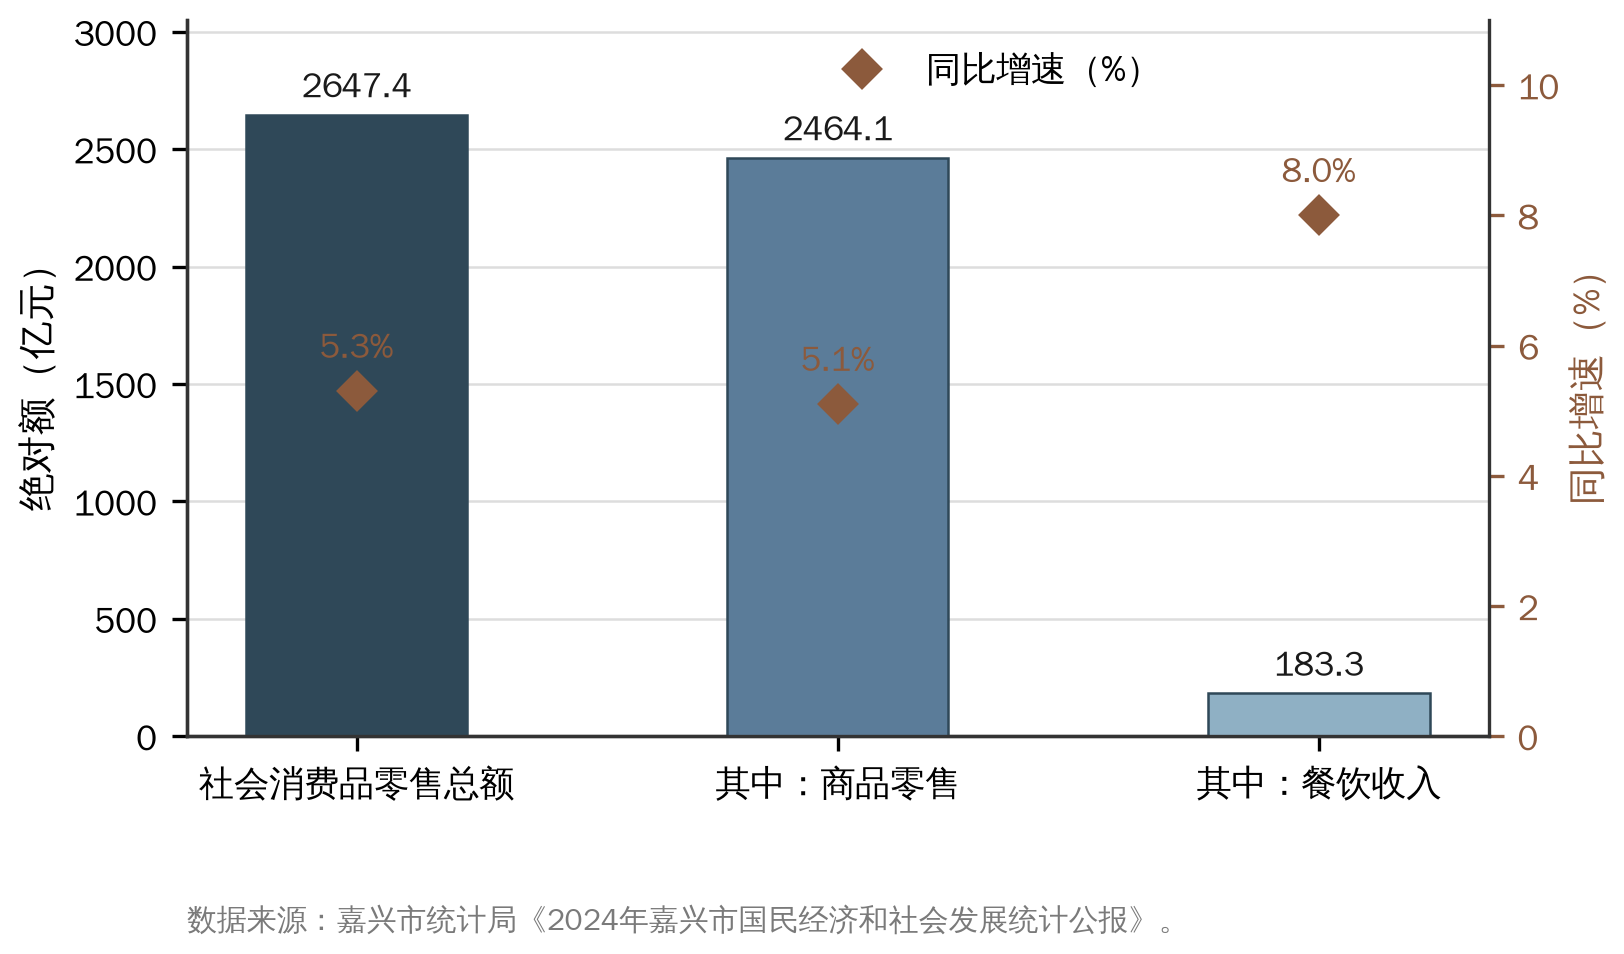 同比增速（%）
绝对额（亿元）
3000
2500
2000
1500
1000
500
0
2647.4
2464.1
183.3
5.3%
5.1%
8.0%
10
8
6
4
2
0
同比增速（%）
社会消费品零售总额
其中：商品零售
其中：餐饮收入
数据来源：嘉兴市统计局《2024年嘉兴市国民经济和社会发展统计公报》。